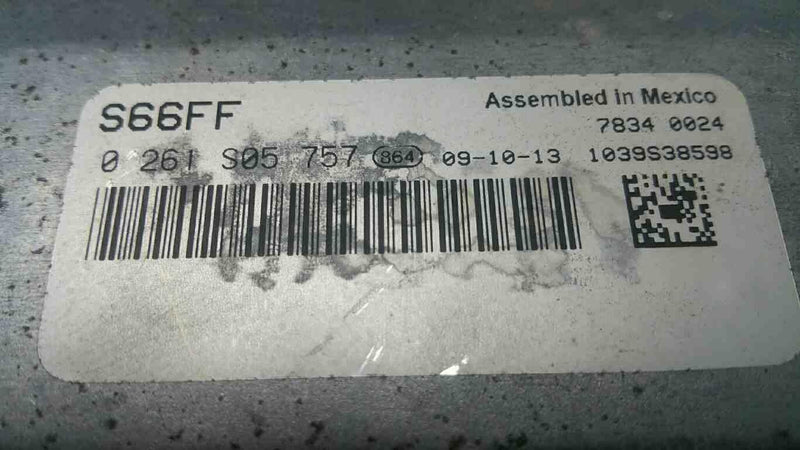 S66FF
Assembled in Mexico
7834 0024
0 261 S05 757 864 09-10-13 1039S38598